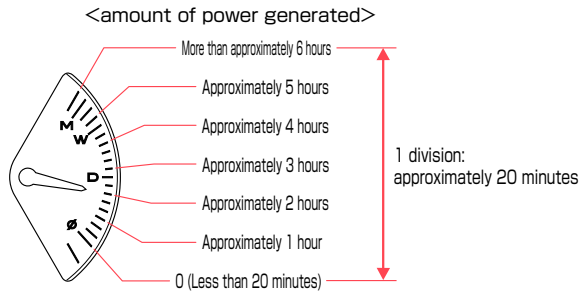 <amount of power generated>
More than approximately 6 hours
Approximately 5 hours
Approximately 4 hours
Approximately 3 hours
Approximately 2 hours
Approximately 1 hour
0 (Less than 20 minutes)
M
W
D
Ø
1 division:
approximately 20 minutes